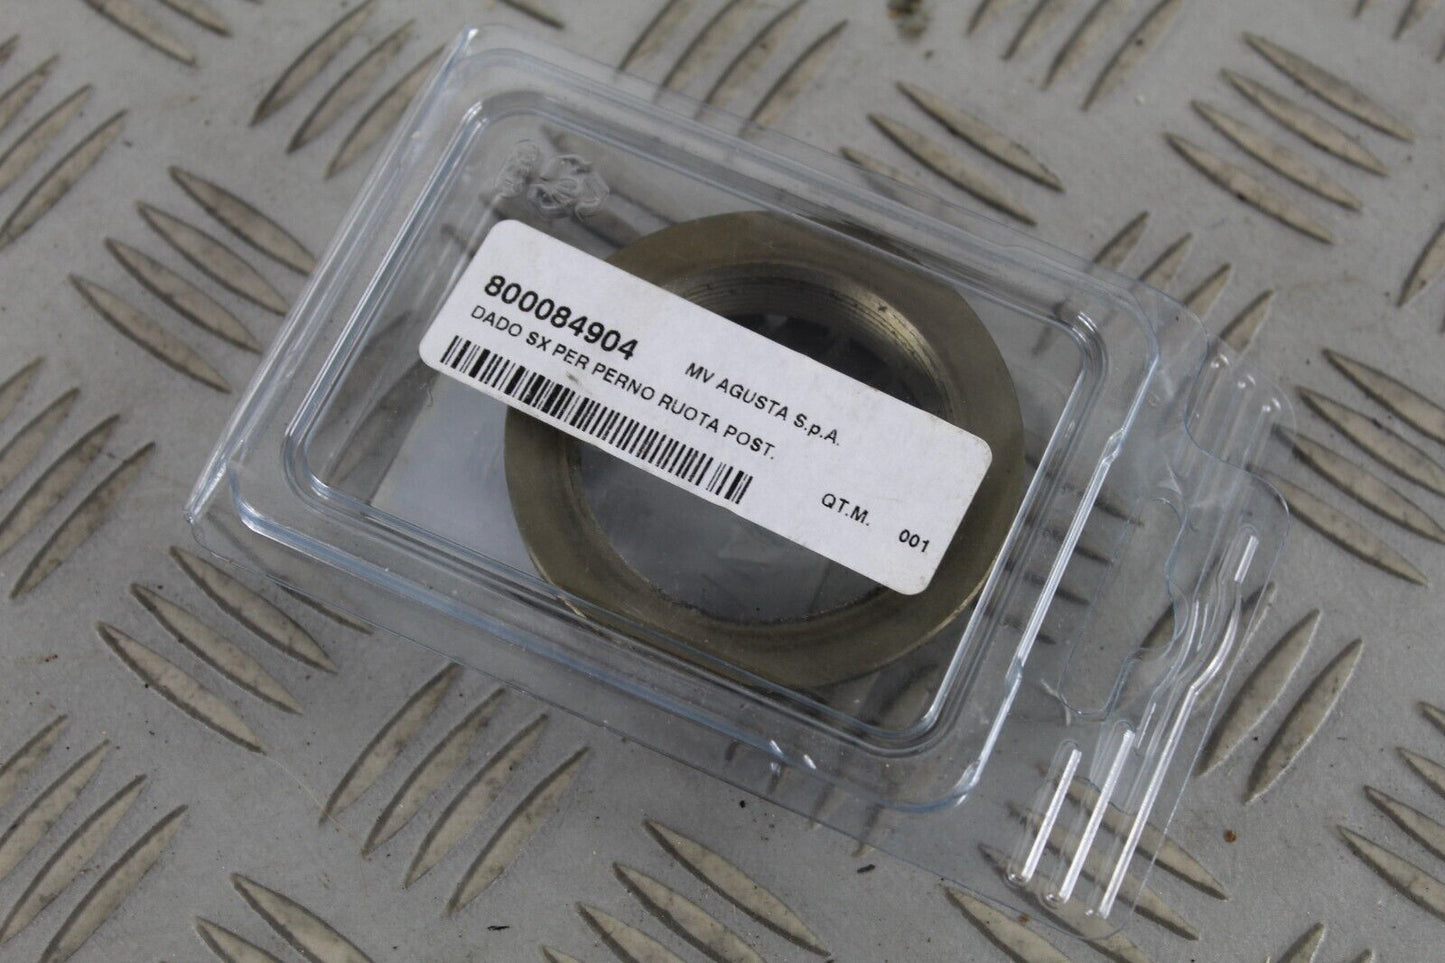 800084904
MV AGUSTA S.p.A.
DADO SX PER PERNO RUOTA POST.
QT.M. 001